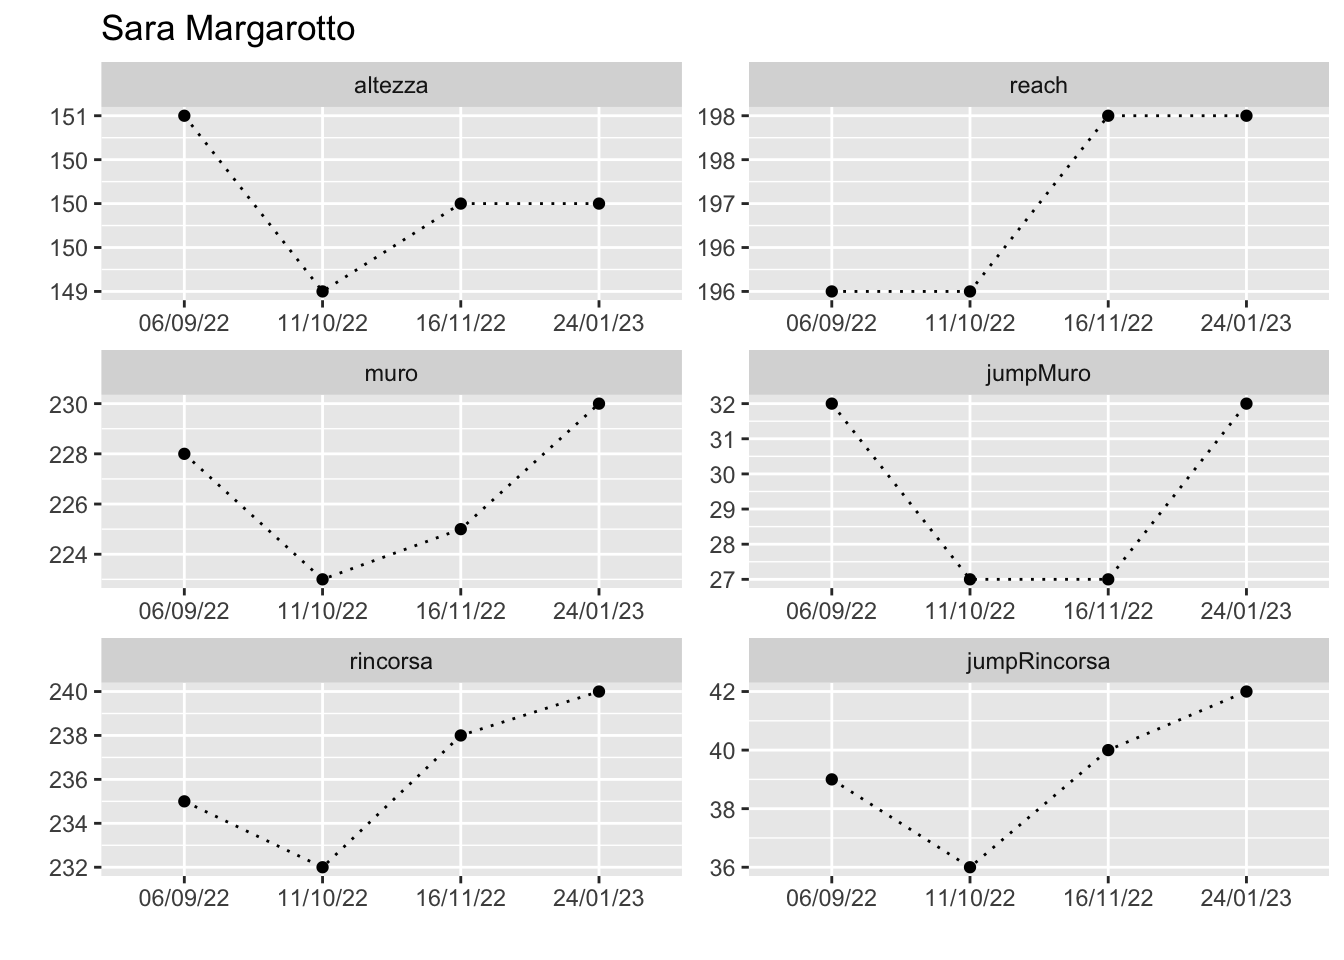 Sara Margarotto
altezza
151
150
150
150
149
06/09/22 11/10/22 16/11/22 24/01/23
reach
198
198
197
196
196
06/09/22 11/10/22 16/11/22 24/01/23
muro
230
228
226
224
06/09/22 11/10/22 16/11/22 24/01/23
jumpMuro
32
31
30
29
28
27
06/09/22 11/10/22 16/11/22 24/01/23
rincorsa
240
238
236
234
232
06/09/22 11/10/22 16/11/22 24/01/23
jumpRincorsa
42
40
38
36
06/09/22 11/10/22 16/11/22 24/01/23